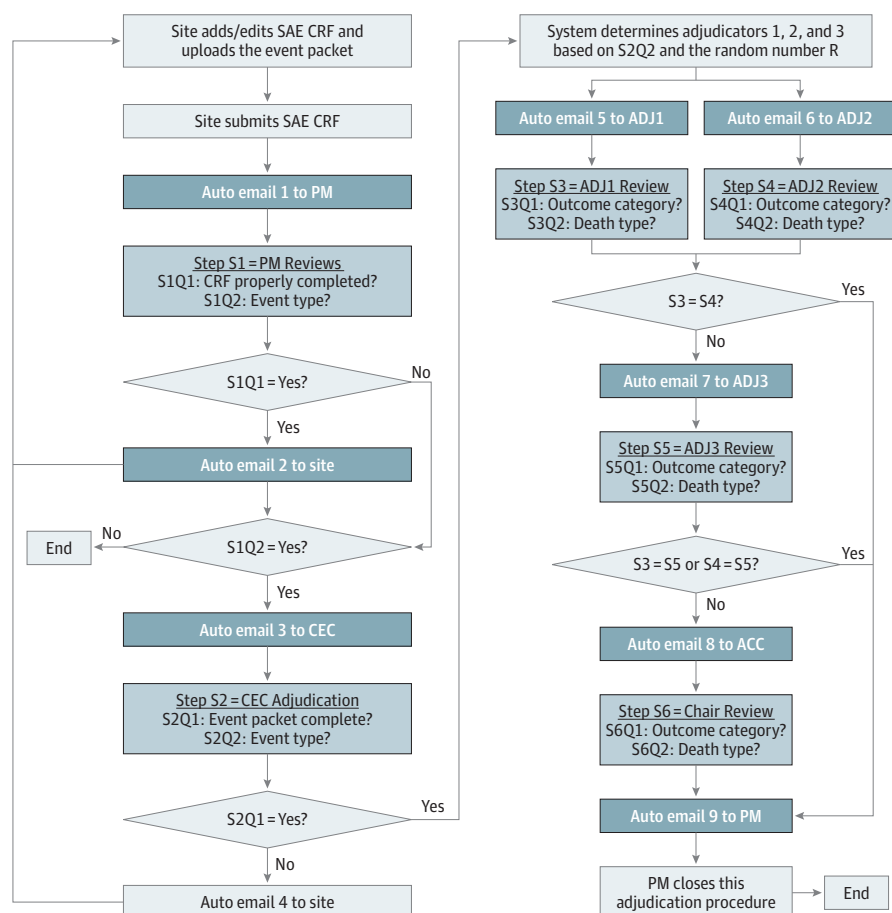 Site adds/edits SAE CRF and
uploads the event packet
Site submits SAE CRF
Auto email 1 to PM
Step S1 = PM Reviews
S1Q1: CRF properly completed?
S1Q2: Event type?
S1Q1 = Yes?
No
Yes
Auto email 2 to site
S1Q2 = Yes?
No
End
Yes
Auto email 3 to CEC
Step S2 = CEC Adjudication
S2Q1: Event packet complete?
S2Q2: Event type?
S2Q1 = Yes?
Yes
No
Auto email 4 to site
System determines adjudicators 1, 2, and 3
based on S2Q2 and the random number R
Auto email 5 to ADJ1
Auto email 6 to ADJ2
Step S3 = ADJ1 Review
S3Q1: Outcome category?
S3Q2: Death type?
Step S4 = ADJ2 Review
S4Q1: Outcome category?
S4Q2: Death type?
S3 = S4?
Yes
No
Auto email 7 to ADJ3
Step S5 = ADJ3 Review
S5Q1: Outcome category?
S5Q2: Death type?
S3 = S5 or S4 = S5?
Yes
No
Auto email 8 to ACC
Step S6 = Chair Review
S6Q1: Outcome category?
S6Q2: Death type?
Auto email 9 to PM
PM closes this
adjudication procedure
End